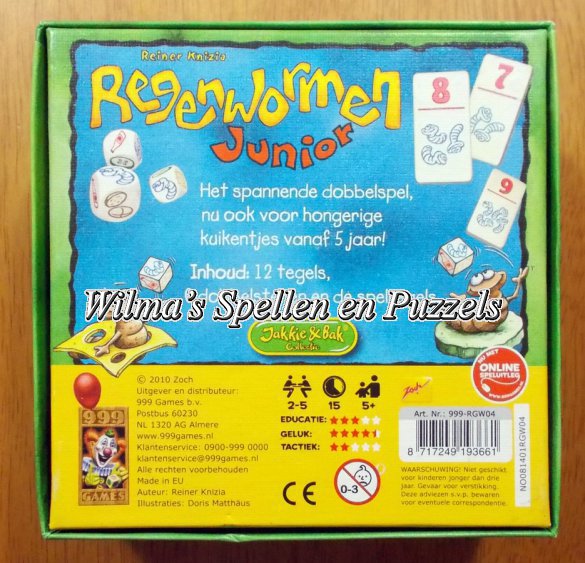 Reiner Knizia
Regenwormen
Junior
8
7
9
Het spannende dobbelspel,
nu ook voor hongerige
kuikentjes vanaf 5 jaar!
Inhoud: 12 tegels,
Wilma's Spellen en Puzzels
Jakkie & Bak
Collectie
NU MET
ONLINE
SPELUITLEG
© 2010 Zoch
Uitgever en distributeur:
999 Games b.v.
Postbus 60230
NL 1320 AG Almere
www.999games.nl
Klantenservice: 0900-999 0000
klantenservice@999games.nl
Alle rechten voorbehouden
Made in EU
Auteur: Reiner Knizia
Illustraties: Doris Matthäus
999
GAMES
2-5
15
5+
EDUCATIE:
GELUK:
TACTIEK:
CE
0-3
Zoch
Art. Nr.: 999-RGW04
8 717249 193661
NO081401RGW04
WAARSCHUWING! Niet geschikt
voor kinderen jonger dan drie
jaar. Gevaar voor verstikking.
Deze adviezen s.v.p. bewaren
voor eventuele correspondentie.